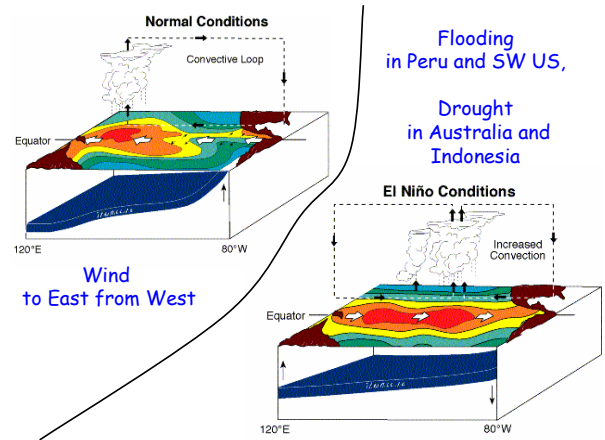 Normal Conditions
Convective Loop
Equator
120°E
80°W
Wind
to East from West
Flooding
in Peru and SW US,
Drought
in Australia and
Indonesia
El Niño Conditions
Increased
Convection
Equator
120°E
80°W